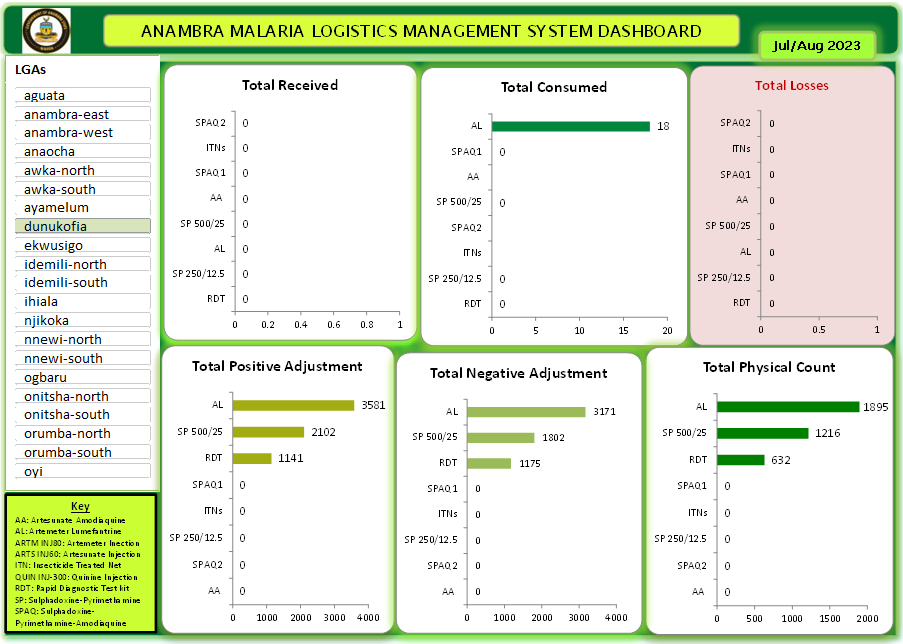 ANAMBRA MALARIA LOGISTICS MANAGEMENT SYSTEM DASHBOARD
Jul/Aug 2023
LGAs
aguata
anambra-east
anambra-west
anaocha
awka-north
awka-south
ayamelum
dunukofia
ekwusigo
idemili-north
idemili-south
ihiala
njikoka
nnewi-north
nnewi-south
ogbaru
onitsha-north
onitsha-south
orumba-north
orumba-south
oyi
Key
AA: Artesunate Amodiaquine
AL: Artemeter Lumefantrine
ARTM INJ80: Artemeter Inection
ARTS INJ60: Artesunate Injection
ITN: Insecticide Treated Net
QUIN INJ-300: Quinine Injection
RDT: Rapid Diagnostic Test kit
SP: Sulphadoxine-Pyrimethamine
SPAQ: Sulphadoxine-
Pyrimethamine-Amodiaquine
Total Received
SPAQ2 0
ITNs 0
SPAQ1 0
AA 0
SP 500/25 0
AL 0
SP 250/12.5 0
RDT 0
0 0.2 0.4 0.6 0.8 1
Total Consumed
AL 18
SPAQ1 0
AA
SP 500/25 0
SPAQ2
ITNs
SP 250/12.5 0
RDT 0
0 5 10 15 20
Total Losses
SPAQ2 0
ITNs 0
SPAQ1 0
AA 0
SP 500/25 0
AL 0
SP 250/12.5 0
RDT 0
0 0.5 1
Total Positive Adjustment
AL 3581
SP 500/25 2102
RDT 1141
SPAQ1 0
ITNs 0
SP 250/12.5 0
SPAQ2 0
AA 0
0 1000 2000 3000 4000
Total Negative Adjustment
AL 3171
SP 500/25 1802
RDT 1175
SPAQ1 0
ITNs 0
SP 250/12.5 0
SPAQ2 0
AA 0
0 1000 2000 3000 4000
Total Physical Count
AL 1895
SP 500/25 1216
RDT 632
SPAQ1 0
ITNs 0
SP 250/12.5 0
SPAQ2 0
AA 0
0 500 1000 1500 2000